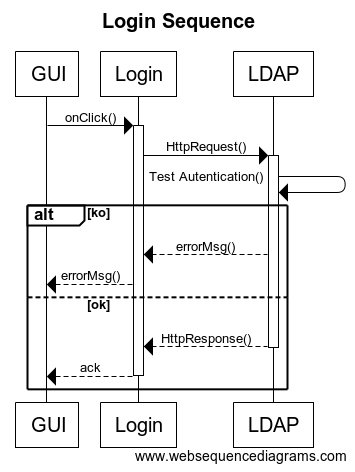 Login Sequence
GUI Login LDAP
onClick()
HttpRequest()
Test Autentication()
alt [ko]
errorMsg()
errorMsg()
[ok]
HttpResponse()
ack
GUI Login LDAP
www.websequencediagrams.com